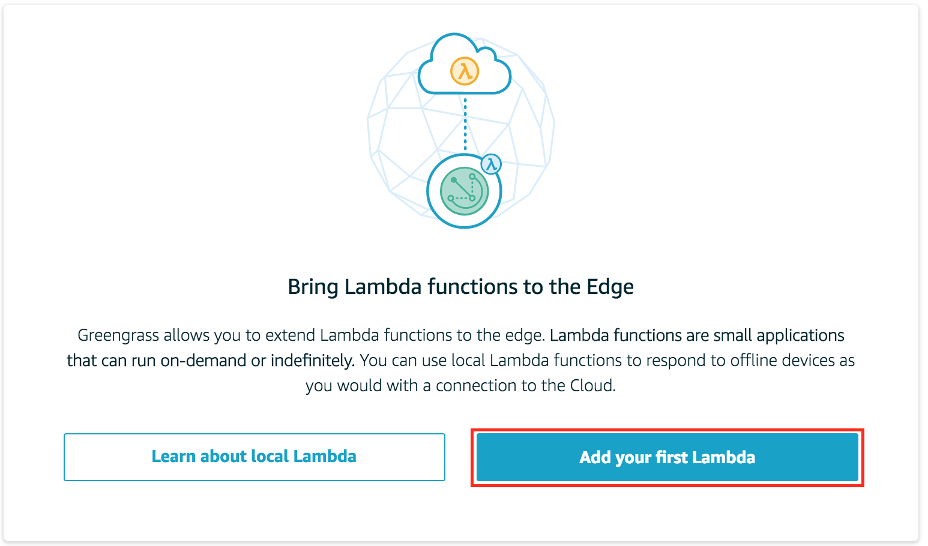 λ
λ
Bring Lambda functions to the Edge
Greengrass allows you to extend Lambda functions to the edge. Lambda functions are small applications
that can run on-demand or indefinitely. You can use local Lambda functions to respond to offline devices as
you would with a connection to the Cloud.
Learn about local Lambda
Add your first Lambda